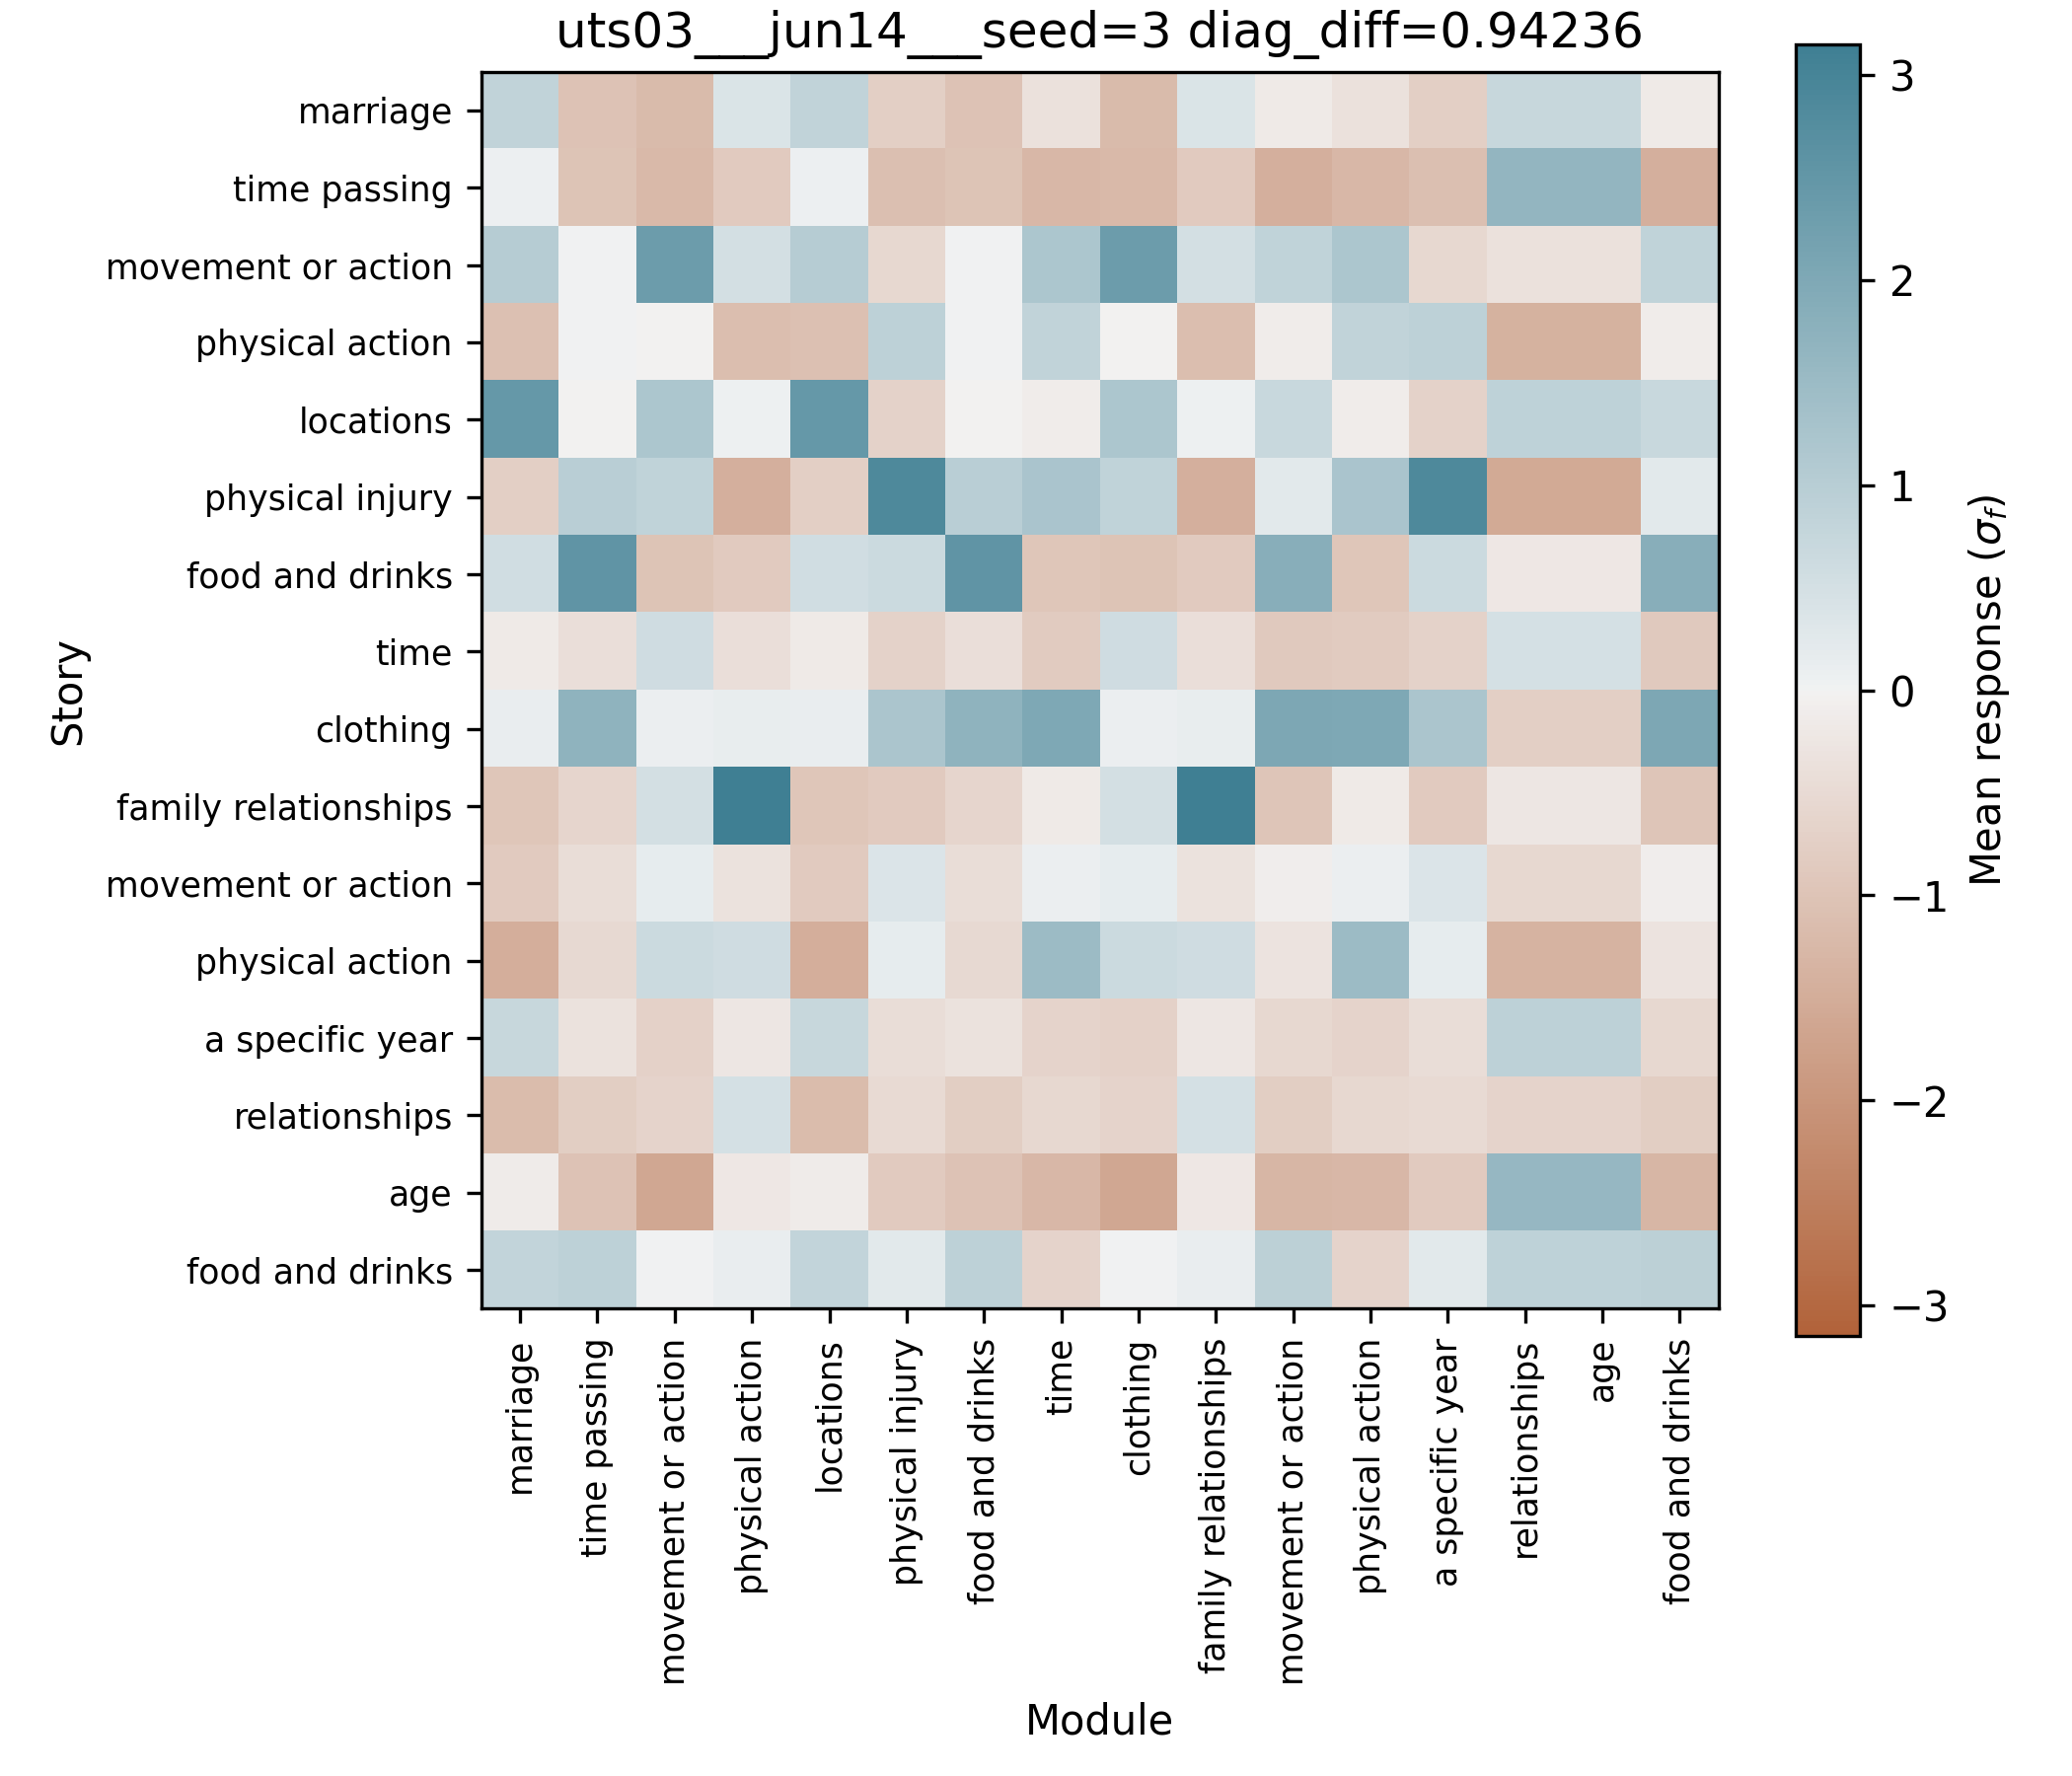 uts03___jun14___seed=3 diag_diff=0.94236
marriage
time passing
movement or action
physical action
locations
physical injury
food and drinks
time
clothing
family relationships
movement or action
physical action
a specific year
relationships
age
food and drinks
Story
marriage
time passing
movement or action
physical action
locations
physical injury
food and drinks
time
clothing
family relationships
movement or action
physical action
a specific year
relationships
age
food and drinks
Module
3
2
1
0
−1
−2
−3
Mean response (σ_f)